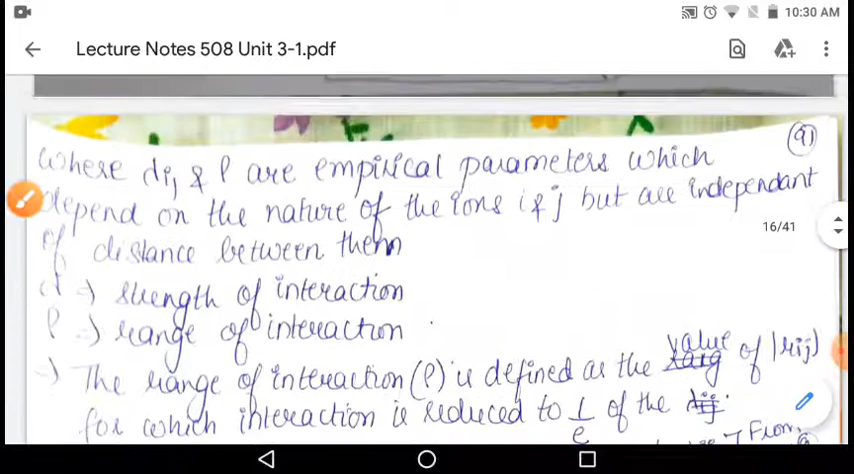 10:30 AM
Lecture Notes 508 Unit 3-1.pdf
(9)
where dij & ρ are empirical parameters which
depend on the nature of the ions i & j but are independant
of distance between them
16/41
d → strength of interaction
ρ → range of interaction
→ The range of interaction (ρ) is defined as the value of |rij)
for which interaction is reduced to 1/e of the
From